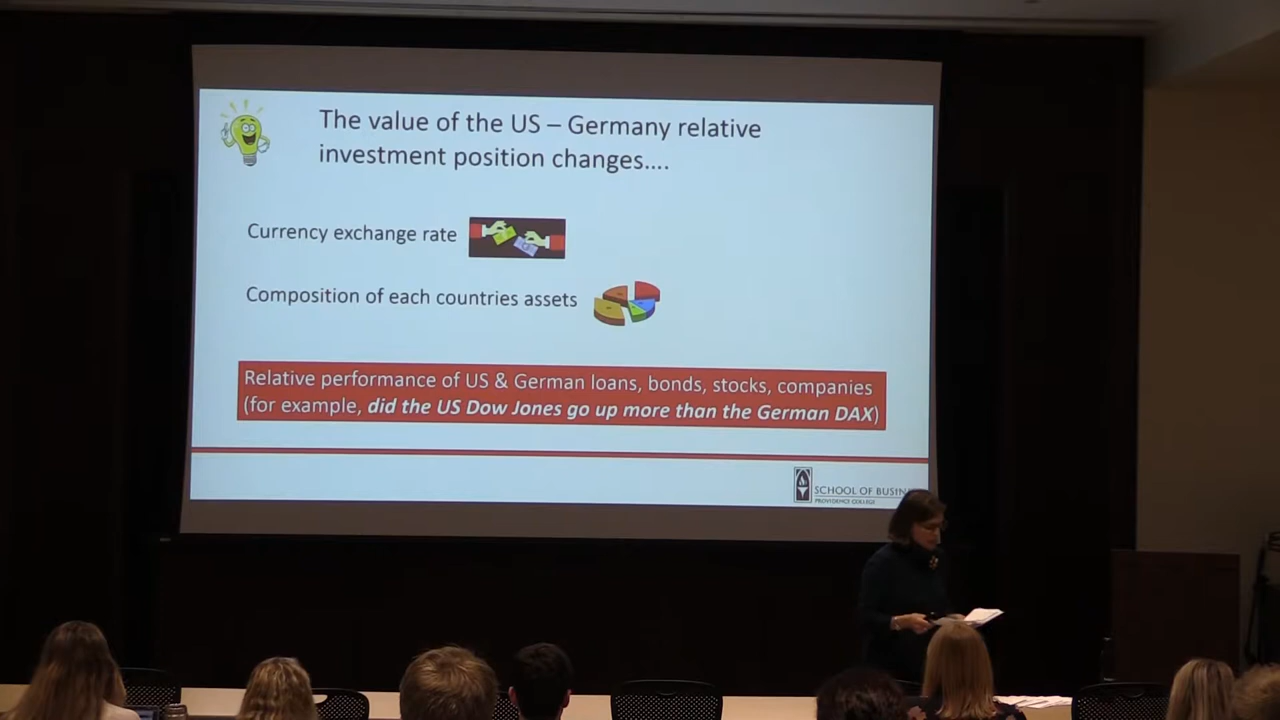 The value of the US – Germany relative
investment position changes....
Currency exchange rate
Composition of each countries assets
Relative performance of US & German loans, bonds, stocks, companies
(for example, did the US Dow Jones go up more than the German DAX)
SCHOOL OF BUSIN
PROVIDENCE COLLEGE